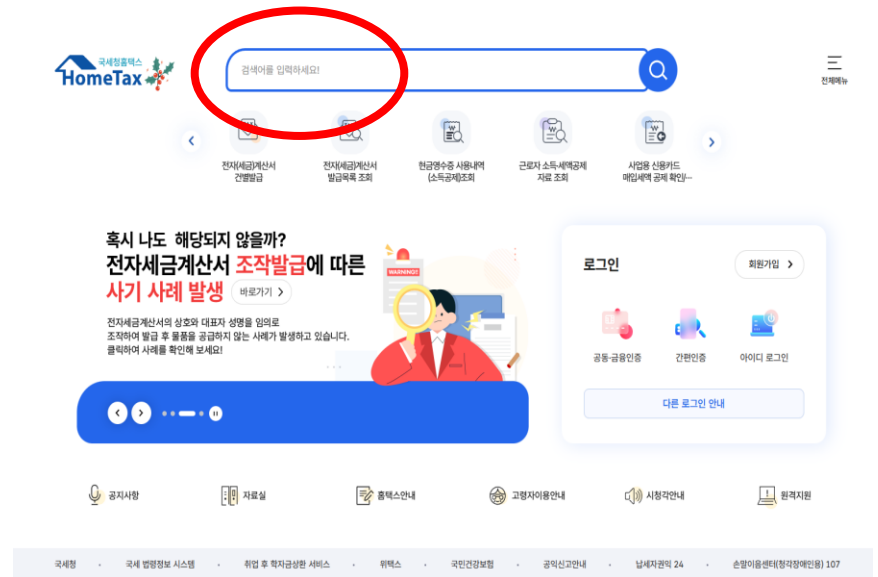 국세청홈택스
HomeTax
검색어를 입력하세요!
전체메뉴
전자(세금)계산서
건별발급
전자(세금)계산서
발급목록 조회
현금영수증 사용내역
(소득공제)조회
근로자 소득·세액공제
자료 조회
사업용 신용카드
매입세액 공제 확인/···
혹시 나도 해당되지 않을까?
전자세금계산서 조작발급에 따른
사기 사례 발생
바로가기
전자세금계산서의 상호와 대표자 성명을 임의로
조작하여 발급 후 물품을 공급하지 않는 사례가 발생하고 있습니다.
클릭하여 사례를 확인해 보세요!
WARNING!
로그인
회원가입
공동·금융인증
간편인증
아이디 로그인
다른 로그인 안내
공지사항
자료실
홈택스안내
고령자이용안내
시청각안내
원격지원
국세청 · 국세 법령정보 시스템 · 취업 후 학자금상환 서비스 · 위택스 · 국민건강보험 · 공익신고안내 · 납세자권익 24 · 손말이음센터(청각장애인용) 107